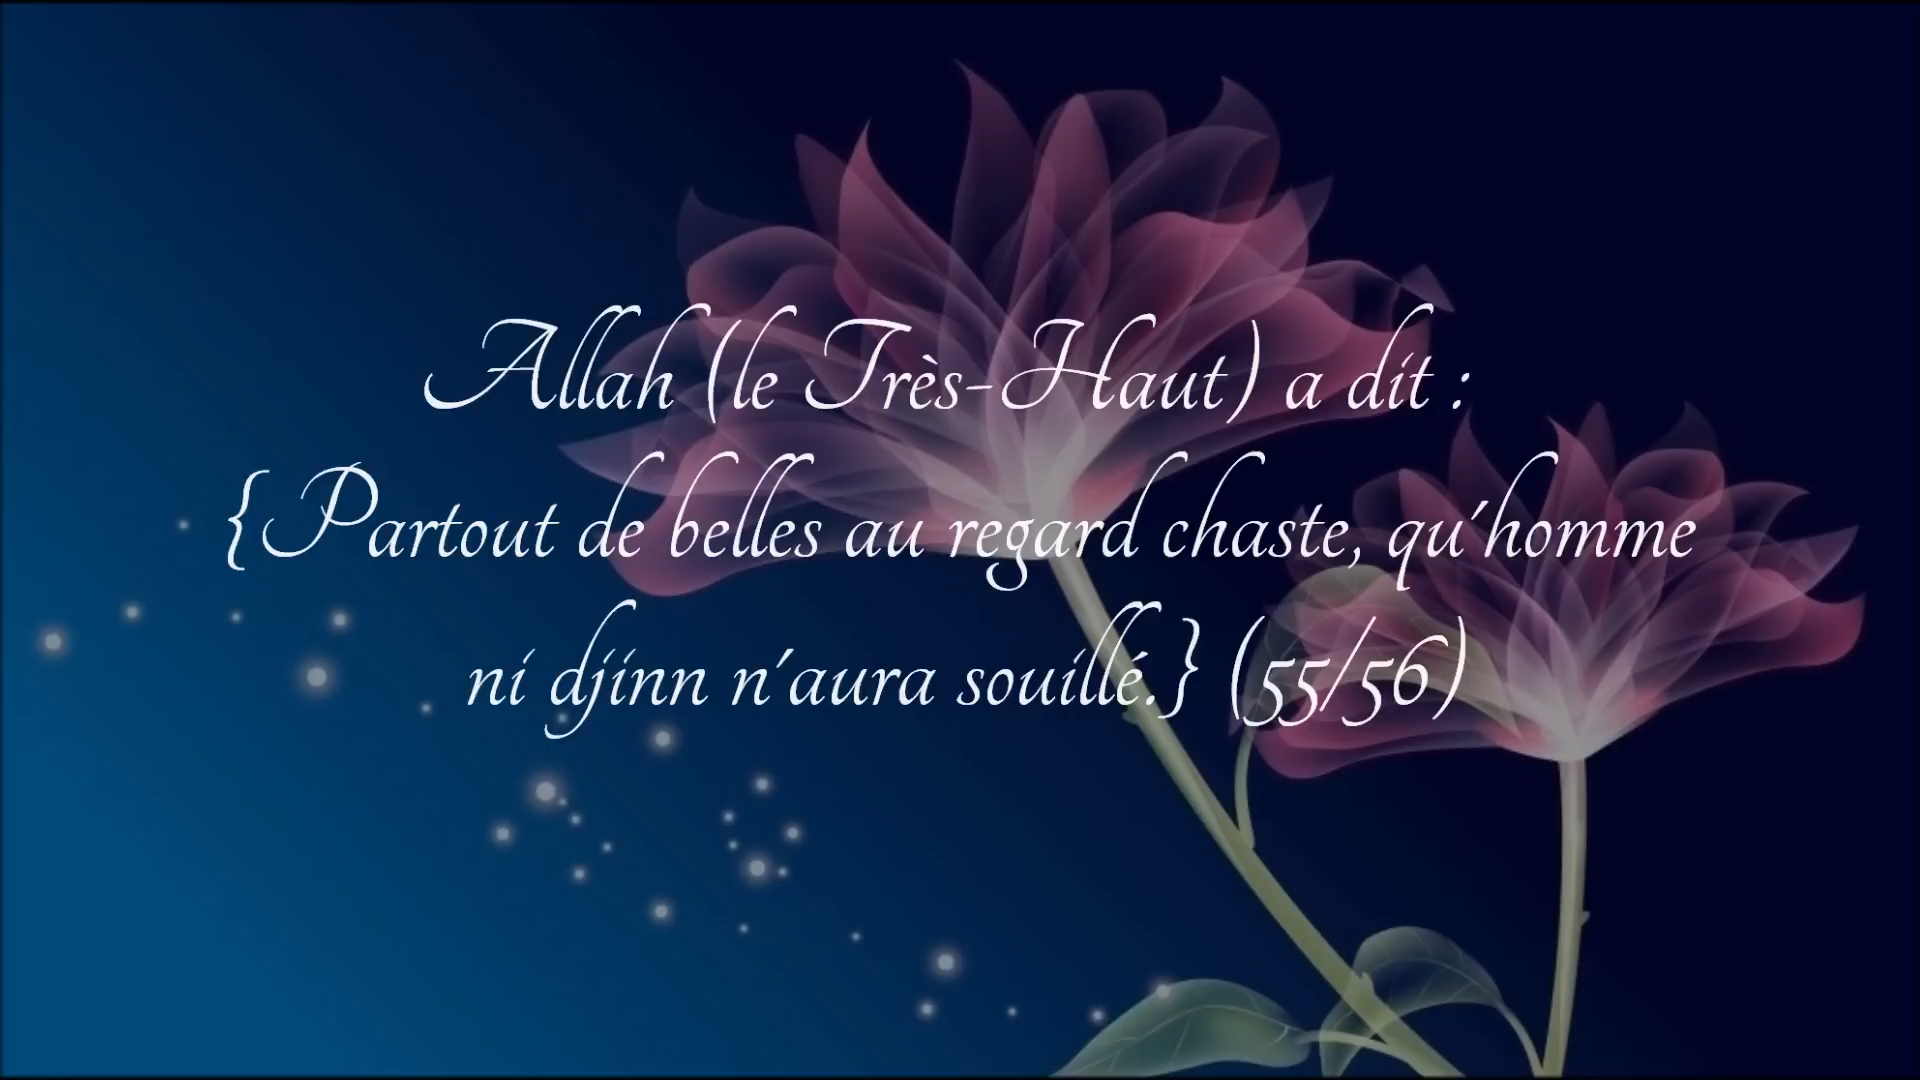 Allah (le Très-Haut) a dit :
{Partout de belles au regard chaste, qu'homme
ni djinn n'aura souillé.} (55/56)